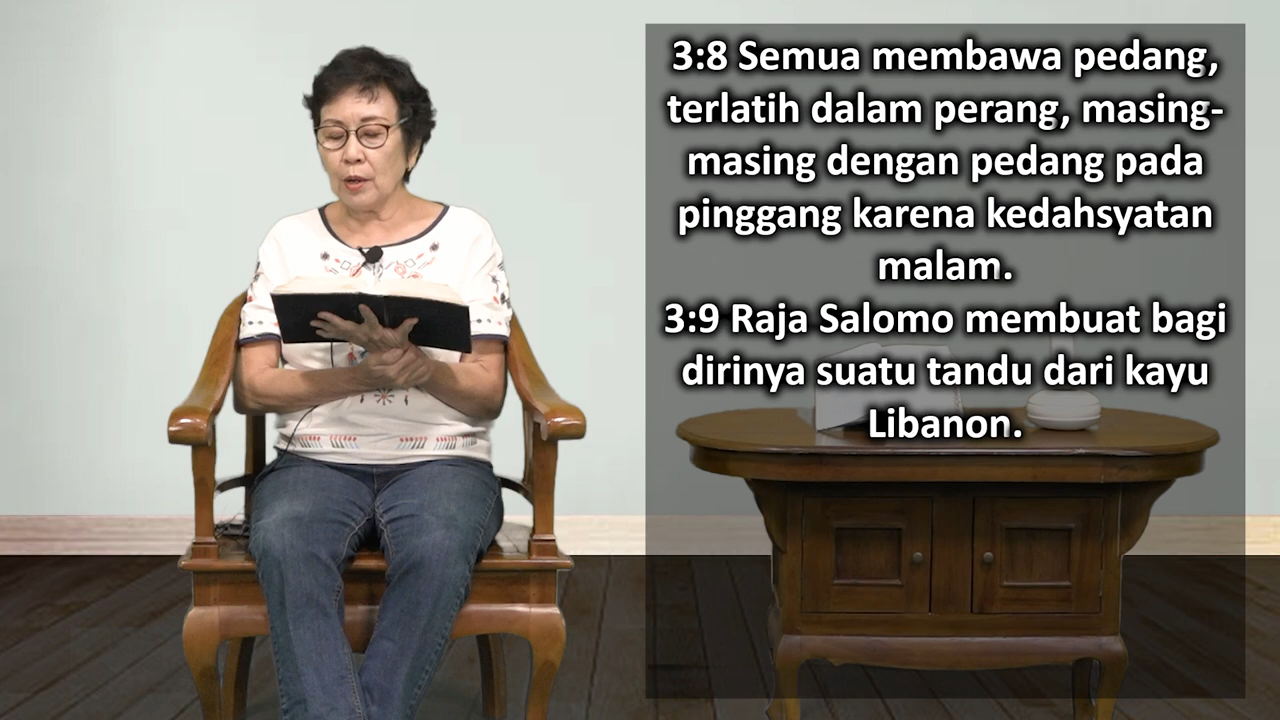 3:8 Semua membawa pedang,
terlatih dalam perang, masing-
masing dengan pedang pada
pinggang karena kedahsyatan
malam.
3:9 Raja Salomo membuat bagi
dirinya suatu tandu dari kayu
Libanon.